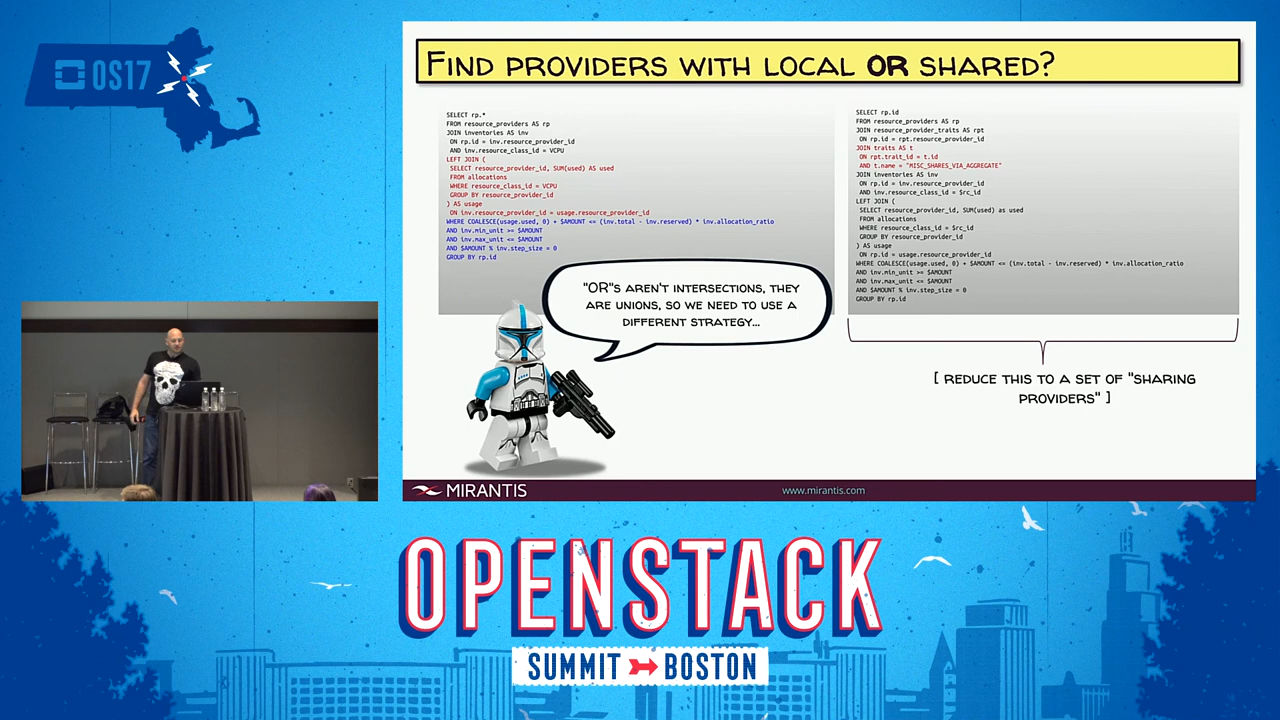 OS17
FIND PROVIDERS WITH LOCAL OR SHARED?
SELECT rp.*
FROM resource_providers AS rp
JOIN inventories AS inv
ON rp.id = inv.resource_provider_id
AND inv.resource_class_id = VCPU
LEFT JOIN (
SELECT resource_provider_id, SUM(used) AS used
FROM allocations
WHERE resource_class_id = VCPU
GROUP BY resource_provider_id
) AS usage
ON inv.resource_provider_id = usage.resource_provider_id
WHERE COALESCE(usage.used, 0) + $AMOUNT <= (inv.total - inv.reserved) * inv.allocation_ratio
AND inv.min_unit >= $AMOUNT
AND inv.max_unit <= $AMOUNT
AND $AMOUNT % inv.step_size = 0
GROUP BY rp.id
SELECT rp.id
FROM resource_providers AS rp
JOIN resource_provider_traits AS rpt
ON rp.id = rpt.resource_provider_id
JOIN traits AS t
ON rpt.trait_id = t.id
AND t.name = "MISC_SHARES_VIA_AGGREGATE"
JOIN inventories AS inv
ON rp.id = inv.resource_provider_id
AND inv.resource_class_id = $rc_id
LEFT JOIN (
SELECT resource_provider_id, SUM(used) as used
FROM allocations
WHERE resource_class_id = $rc_id
GROUP BY resource_provider_id
) AS usage
ON rp.id = usage.resource_provider_id
WHERE COALESCE(usage.used, 0) + $AMOUNT <= (inv.total - inv.reserved) * inv.allocation_ratio
AND inv.min_unit >= $AMOUNT
AND inv.max_unit <= $AMOUNT
AND $AMOUNT % inv.step_size = 0
GROUP BY rp.id
"OR"S AREN'T INTERSECTIONS, THEY
ARE UNIONS, SO WE NEED TO USE A
DIFFERENT STRATEGY...
[ REDUCE THIS TO A SET OF "SHARING
PROVIDERS" ]
MIRANTIS
www.mirantis.com
OPENSTACK
SUMMIT BOSTON